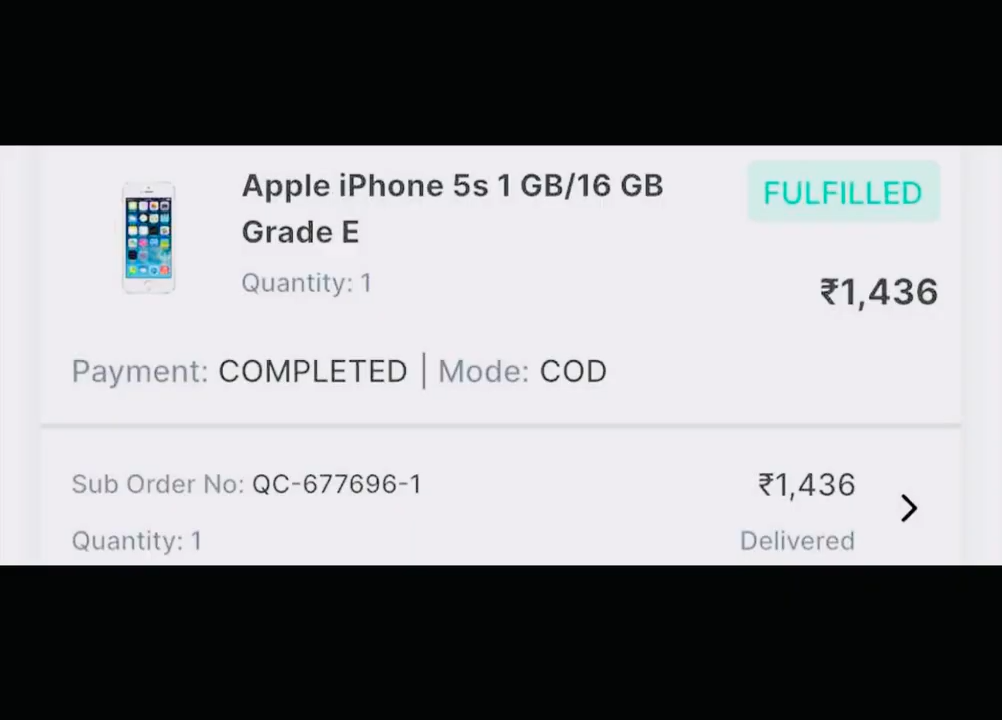 Apple iPhone 5s 1 GB/16 GB
Grade E
FULFILLED
Quantity: 1
₹1,436
Payment: COMPLETED | Mode: COD
Sub Order No: QC-677696-1
₹1,436
Quantity: 1
Delivered